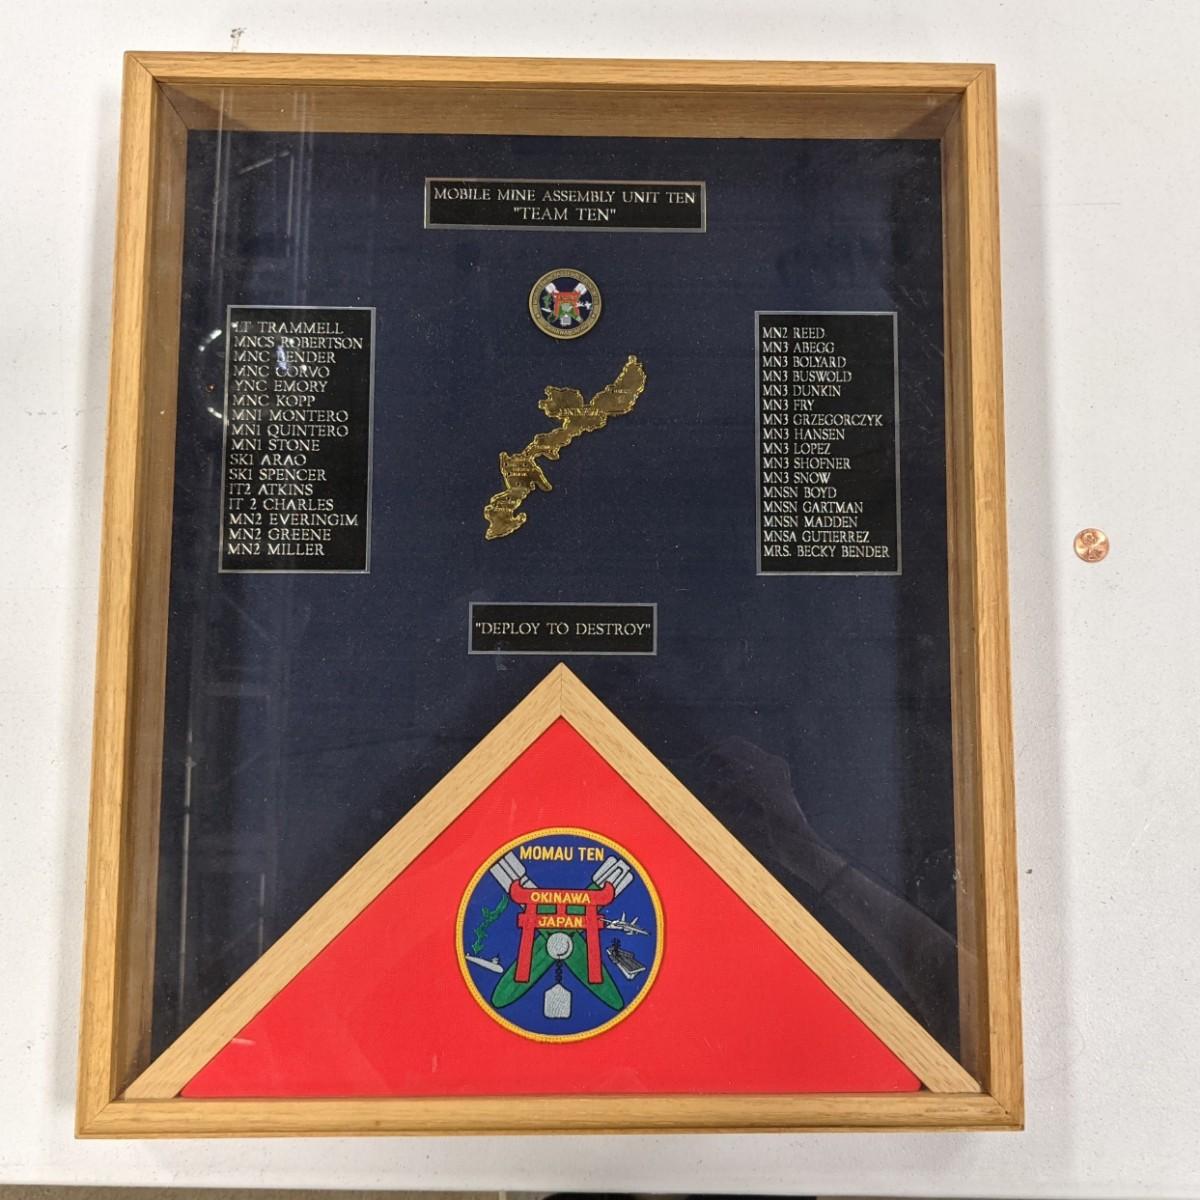 MOBILE MINE ASSEMBLY UNIT TEN
"TEAM TEN"
LT TRAMMELL
MNCS ROBERTSON
MNC BENDER
MNC CORVO
YNC EMORY
MNC KOPP
MN1 MONTERO
MN1 QUINTERO
MN1 STONE
SK1 ARAO
SK1 SPENCER
IT2 ATKINS
IT 2 CHARLES
MN2 EVERINGIM
MN2 GREENE
MN2 MILLER
MN2 REED
MN3 ABEGG
MN3 BOLYARD
MN3 BUSWOLD
MN3 DUNKIN
MN3 FRY
MN3 GRZEGORCZYK
MN3 HANSEN
MN3 LOPEZ
MN3 SHOFNER
MN3 SNOW
MNSN BOYD
MNSN GARTMAN
MNSN MADDEN
MNSA GUTIERREZ
MRS. BECKY BENDER
OKINAWA
"DEPLOY TO DESTROY"
MOMAU TEN
OKINAWA
JAPAN